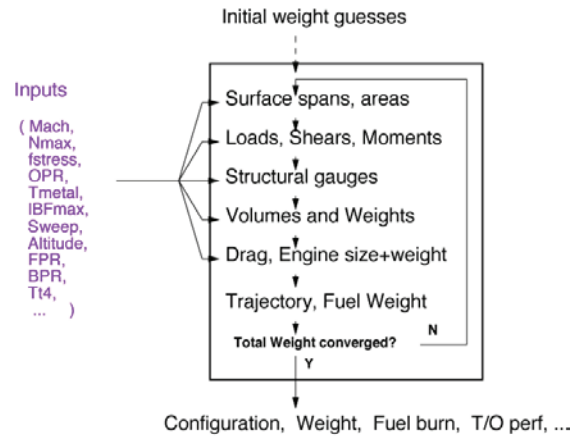 Initial weight guesses
Inputs
( Mach,
Nmax,
fstress,
OPR,
Tmetal,
IBFmax,
Sweep,
Altitude,
FPR,
BPR,
Tt4,
... )
Surface spans, areas
Loads, Shears, Moments
Structural gauges
Volumes and Weights
Drag, Engine size+weight
Trajectory, Fuel Weight
Total Weight converged?
N
Y
Configuration, Weight, Fuel burn, T/O perf, ...